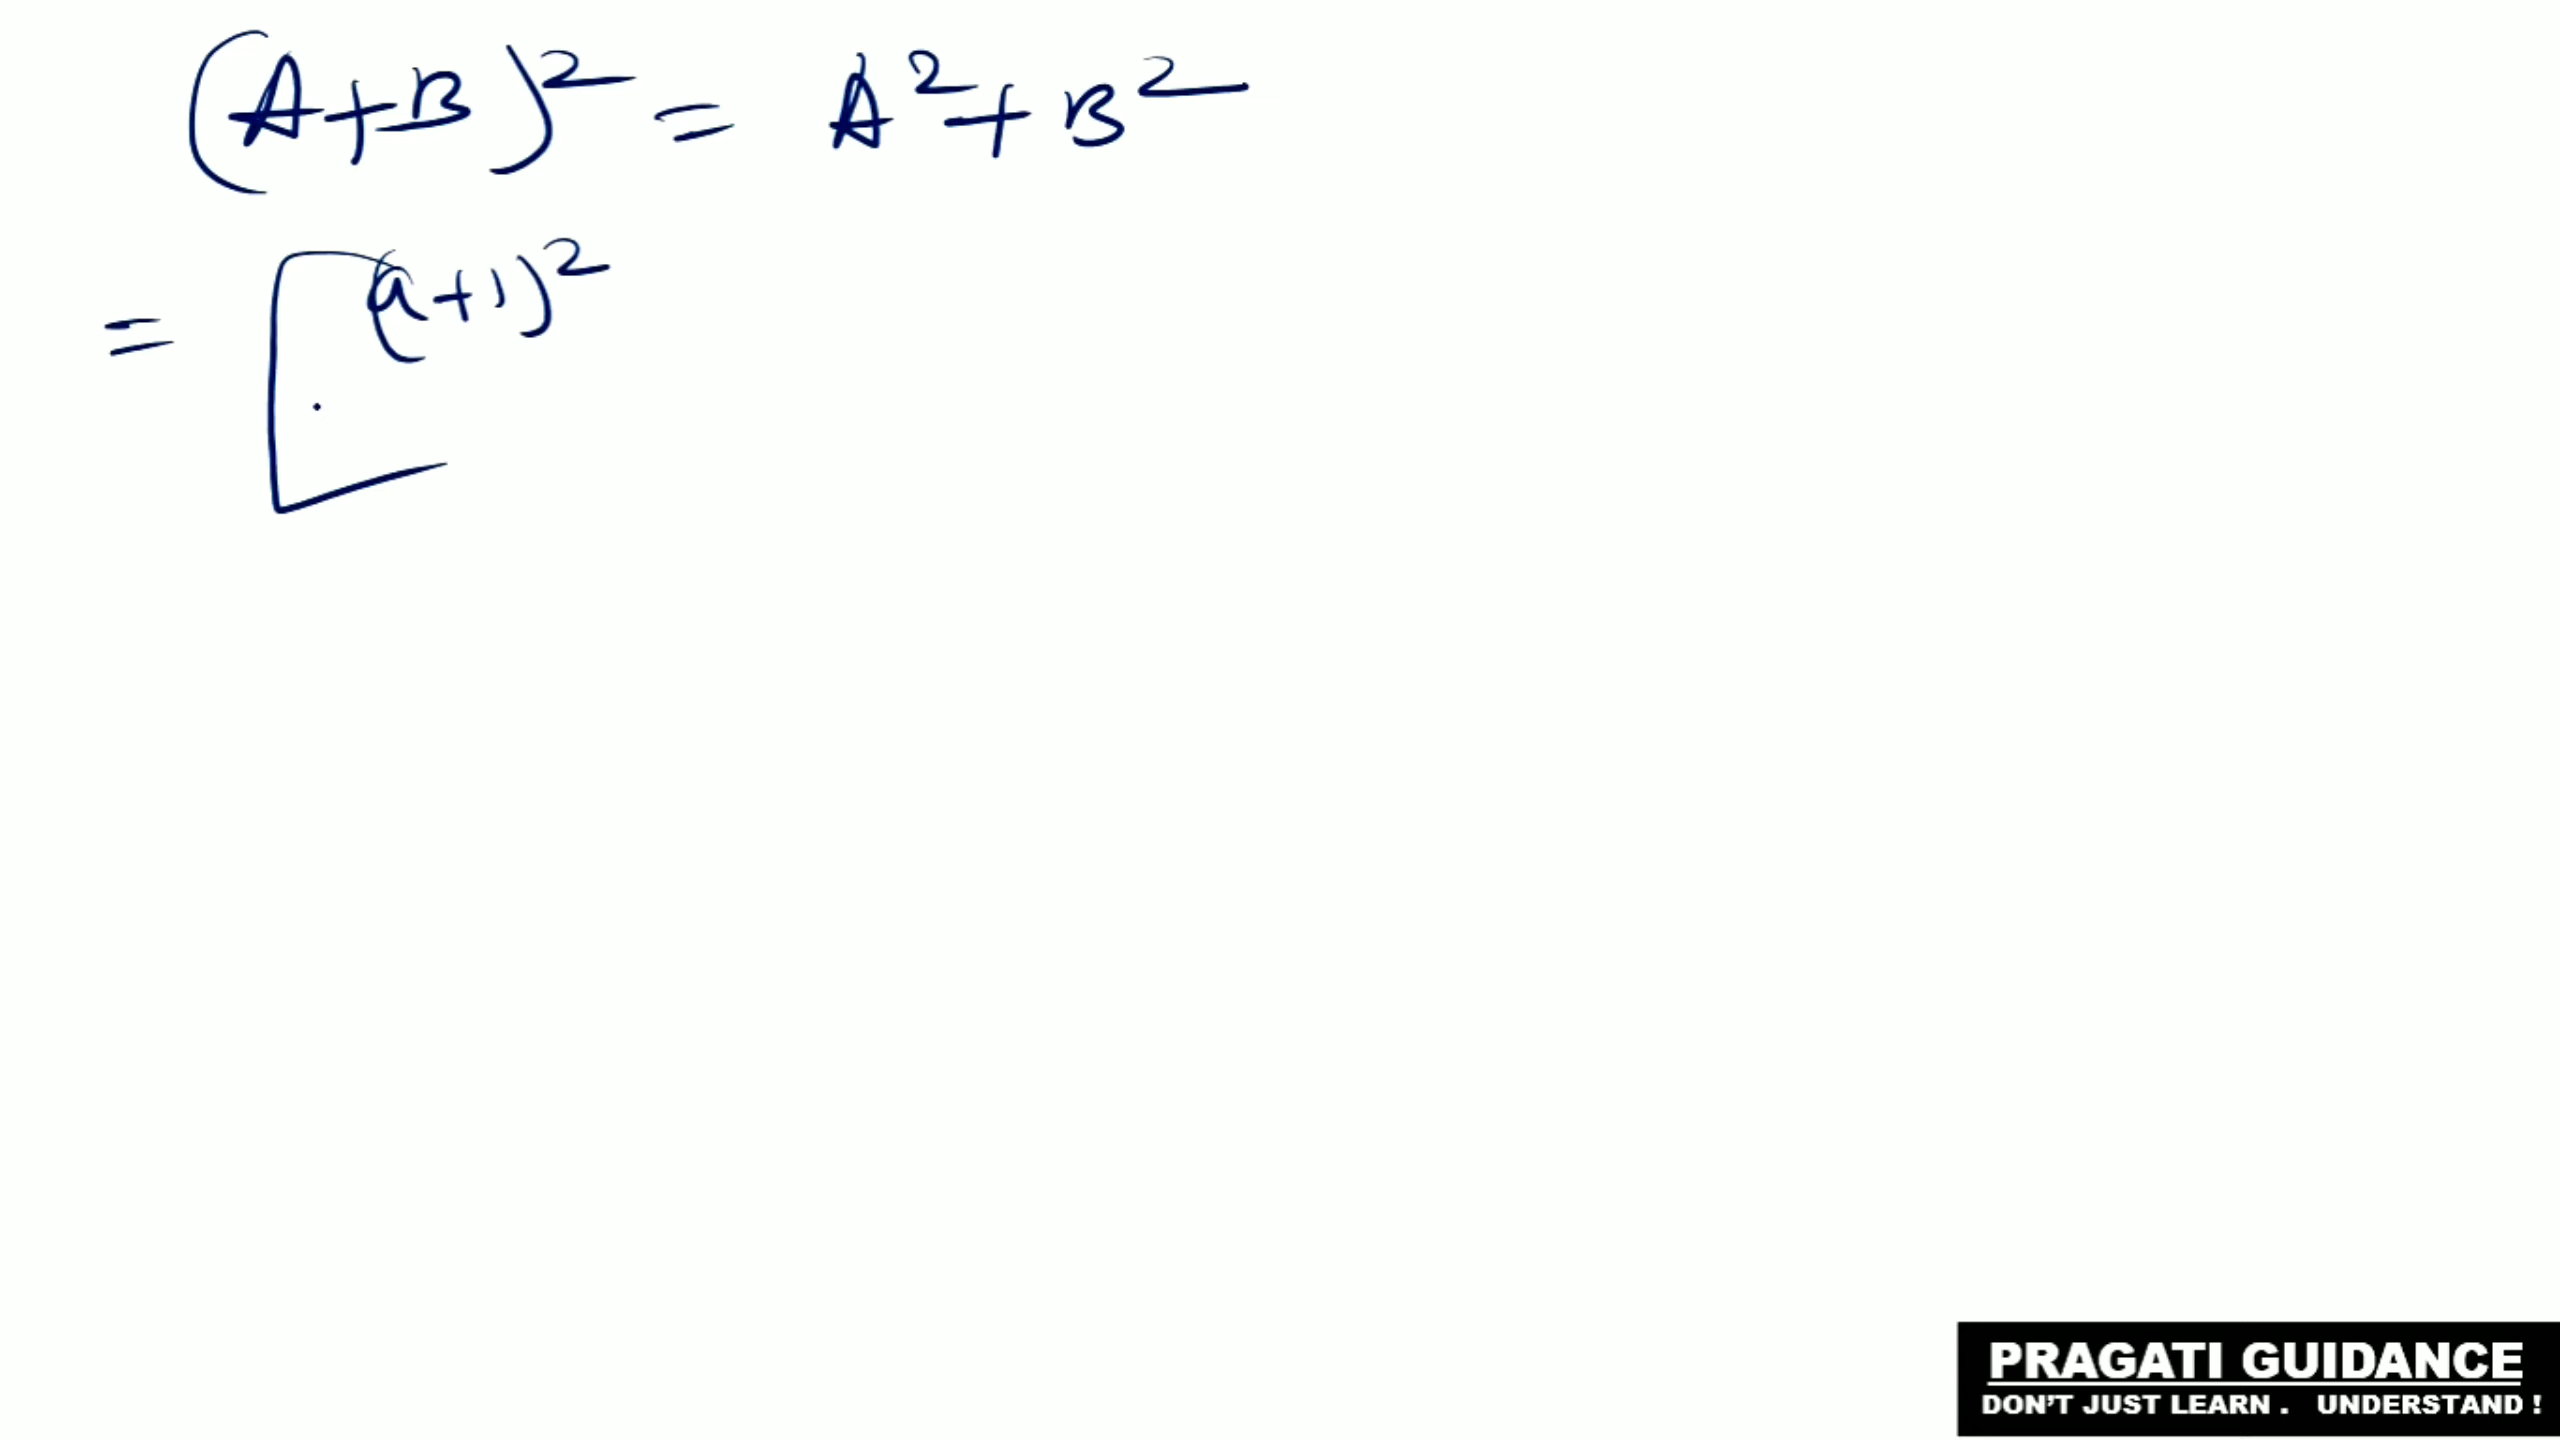 (A+B)² = A²+B²
= [(a+1)²
PRAGATI GUIDANCE
DON'T JUST LEARN . UNDERSTAND !